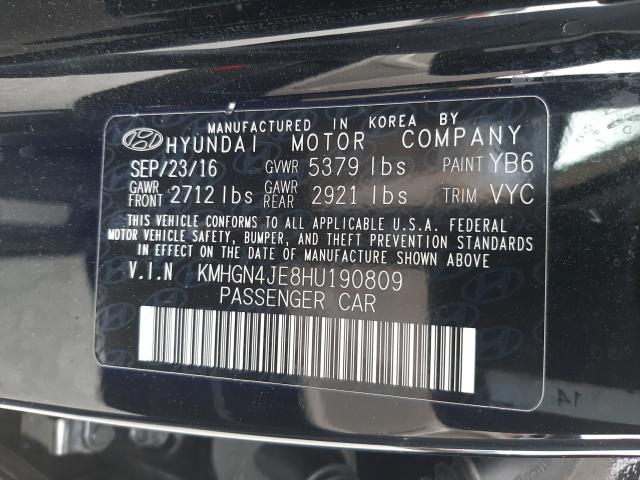 MANUFACTURED IN KOREA BY
HYUNDAI MOTOR COMPANY
SEP/23/16 GVWR 5379 lbs PAINT YB6
GAWR FRONT 2712 lbs GAWR REAR 2921 lbs TRIM VYC
THIS VEHICLE CONFORMS TO ALL APPLICABLE U.S.A. FEDERAL
MOTOR VEHICLE SAFETY, BUMPER, AND THEFT PREVENTION
STANDARDS IN EFFECT ON THE DATE OF MANUFACTURE SHOWN
ABOVE.
V.I.N KMHGN4JE8HU190809
PASSENGER CAR
14